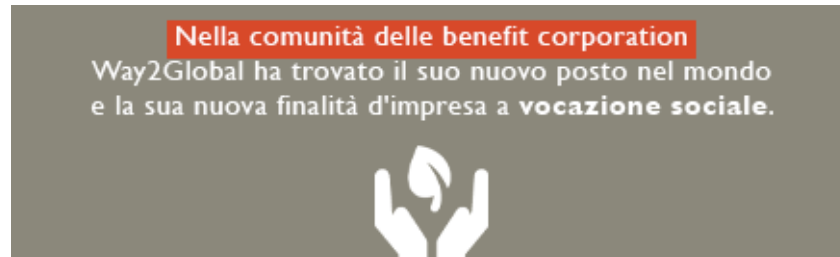 Nella comunità delle benefit corporation
Way2Global ha trovato il suo nuovo posto nel mondo
e la sua nuova finalità d'impresa a vocazione sociale.